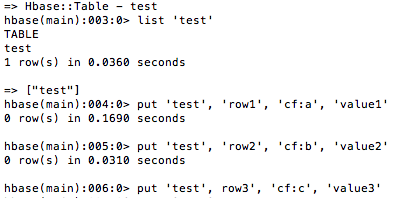 => Hbase::Table - test
hbase(main):003:0> list 'test'
TABLE
test
1 row(s) in 0.0360 seconds
=> ["test"]
hbase(main):004:0> put 'test', 'row1', 'cf:a', 'value1'
0 row(s) in 0.1690 seconds
hbase(main):005:0> put 'test', 'row2', 'cf:b', 'value2'
0 row(s) in 0.0310 seconds
hbase(main):006:0> put 'test', row3', 'cf:c', 'value3'